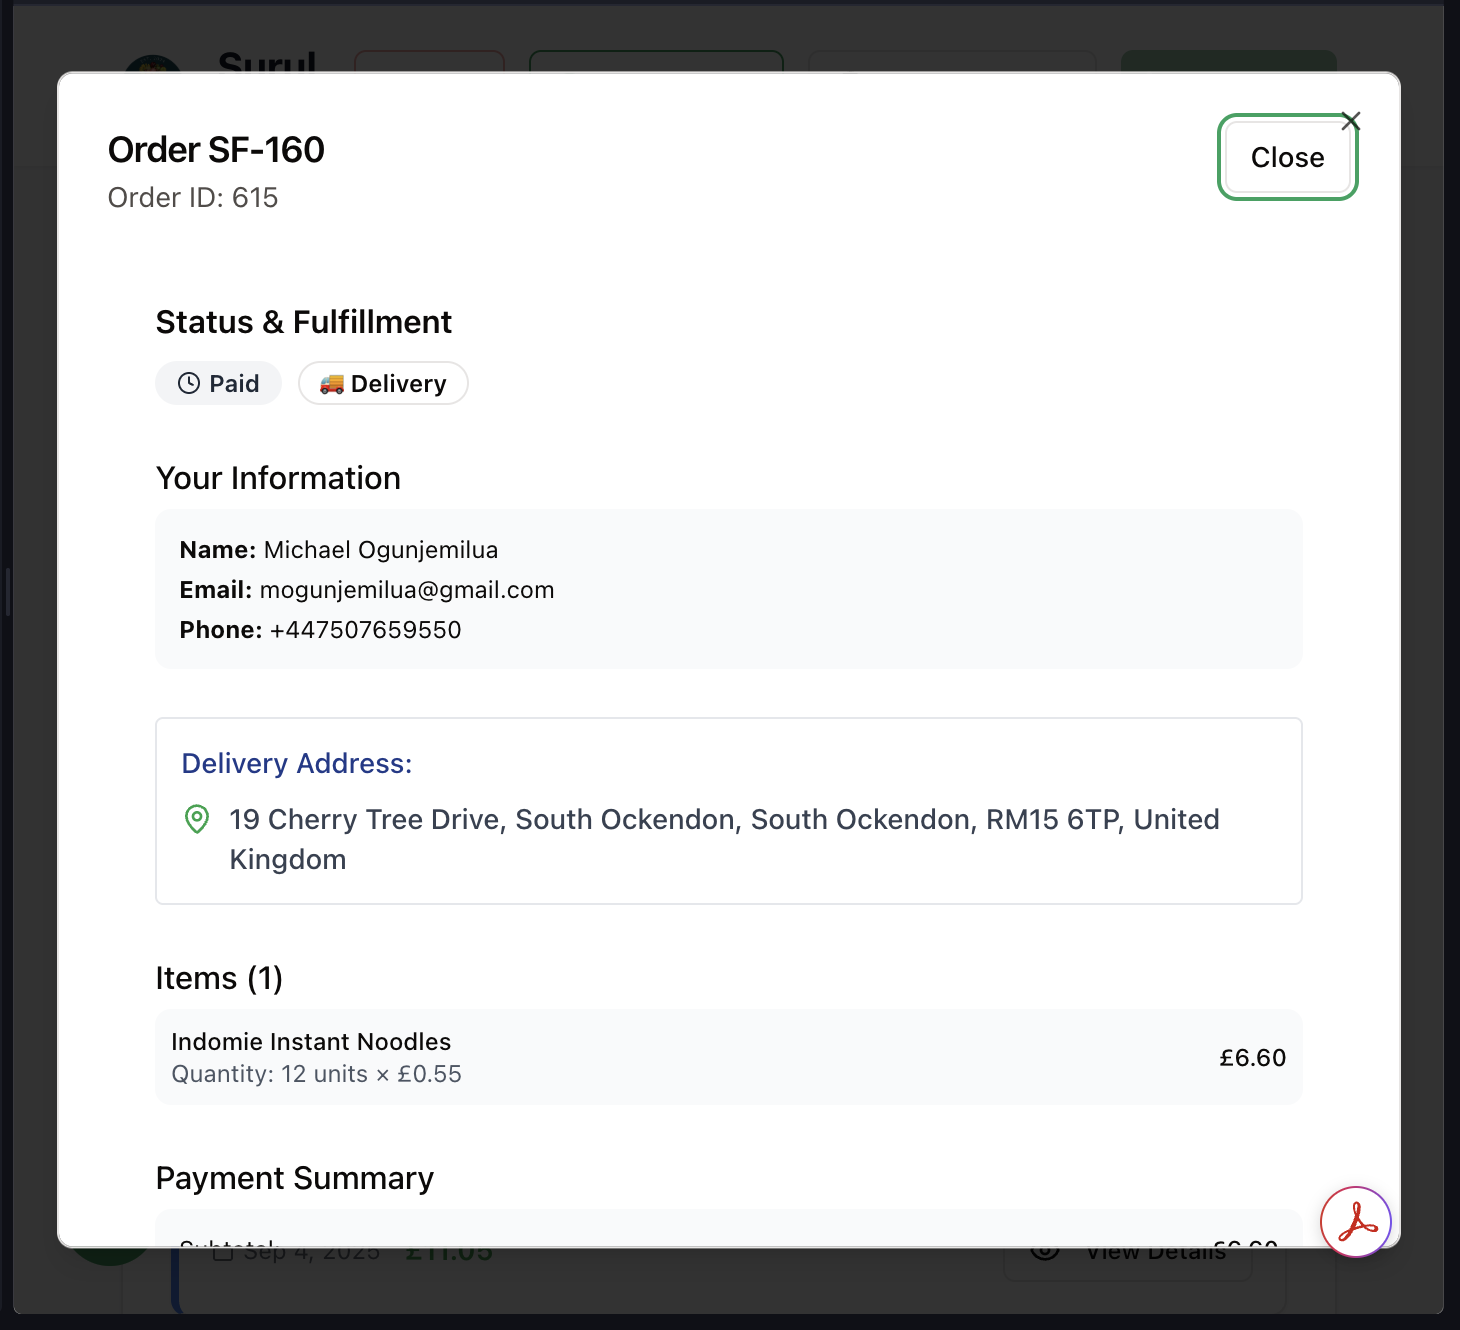 Surul
Order SF-160
Close
Order ID: 615
Status & Fulfillment
Paid
Delivery
Your Information
Name: Michael Ogunjemilua
Email: mogunjemilua@gmail.com
Phone: +447507659550
Delivery Address:
19 Cherry Tree Drive, South Ockendon, South Ockendon, RM15 6TP, United
Kingdom
Items (1)
Indomie Instant Noodles
Quantity: 12 units × £0.55
£6.60
Payment Summary
Subtotal:
£6.60
Sep 4, 2025
£11.05
View Details